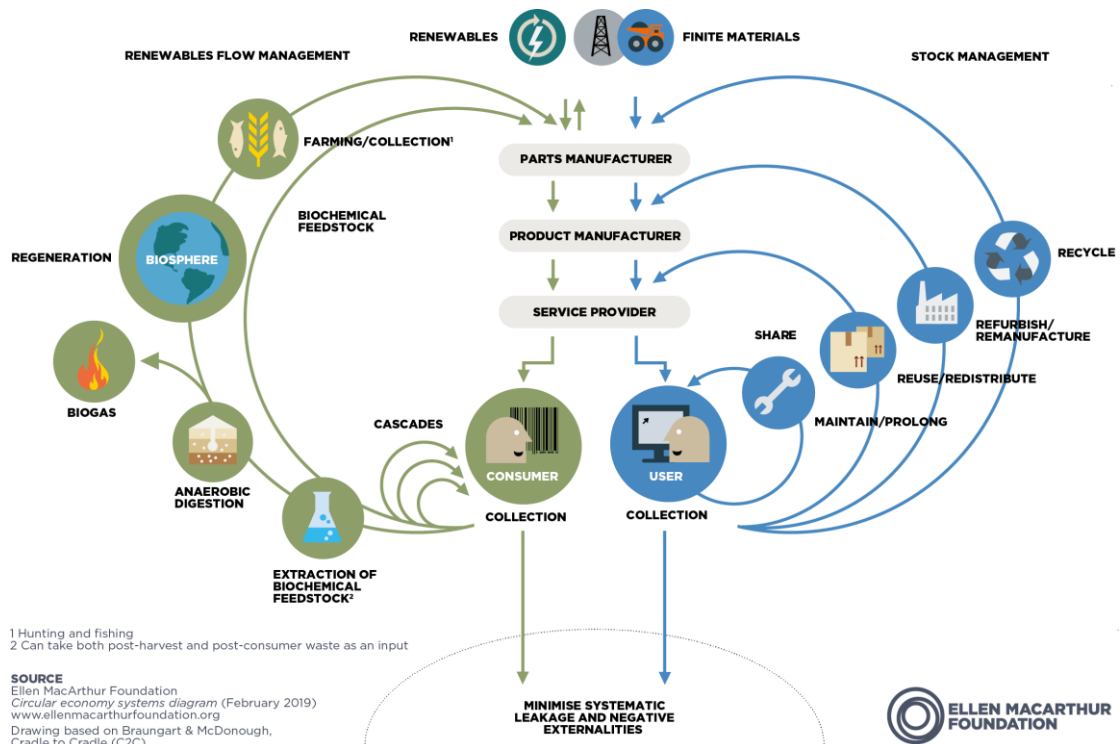 RENEWABLES
FINITE MATERIALS
RENEWABLES FLOW MANAGEMENT
STOCK MANAGEMENT
FARMING/COLLECTION¹
PARTS MANUFACTURER
BIOCHEMICAL
FEEDSTOCK
PRODUCT MANUFACTURER
REGENERATION
BIOSPHERE
RECYCLE
SERVICE PROVIDER
SHARE
REFURBISH/
REMANUFACTURE
REUSE/REDISTRIBUTE
BIOGAS
CASCADES
MAINTAIN/PROLONG
CONSUMER
USER
ANAEROBIC
DIGESTION
COLLECTION
COLLECTION
EXTRACTION OF
BIOCHEMICAL
FEEDSTOCK²
1 Hunting and fishing
2 Can take both post-harvest and post-consumer waste as an input
SOURCE
Ellen MacArthur Foundation
Circular economy systems diagram (February 2019)
www.ellenmacarthurfoundation.org
Drawing based on Braungart & McDonough,
Cradle to Cradle (C2C)
MINIMISE SYSTEMATIC
LEAKAGE AND NEGATIVE
EXTERNALITIES
ELLEN MACARTHUR
FOUNDATION